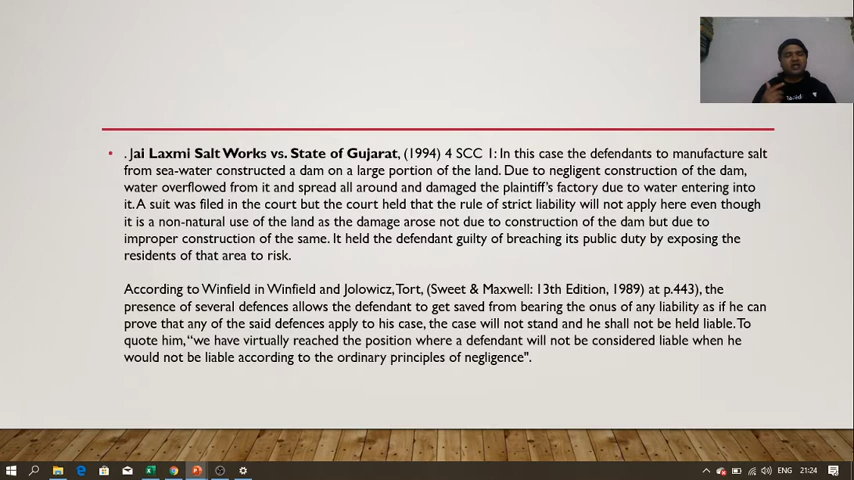 . Jai Laxmi Salt Works vs. State of Gujarat, (1994) 4 SCC 1: In this case the defendants to manufacture salt
from sea-water constructed a dam on a large portion of the land. Due to negligent construction of the dam,
water overflowed from it and spread all around and damaged the plaintiff's factory due to water entering into
it. A suit was filed in the court but the court held that the rule of strict liability will not apply here even though
it is a non-natural use of the land as the damage arose not due to construction of the dam but due to
improper construction of the same. It held the defendant guilty of breaching its public duty by exposing the
residents of that area to risk.
According to Winfield in Winfield and Jolowicz, Tort, (Sweet & Maxwell: 13th Edition, 1989) at p.443), the
presence of several defences allows the defendant to get saved from bearing the onus of any liability as if he can
prove that any of the said defences apply to his case, the case will not stand and he shall not be held liable. To
quote him, “we have virtually reached the position where a defendant will not be considered liable when he
would not be liable according to the ordinary principles of negligence".
ENG 21:24